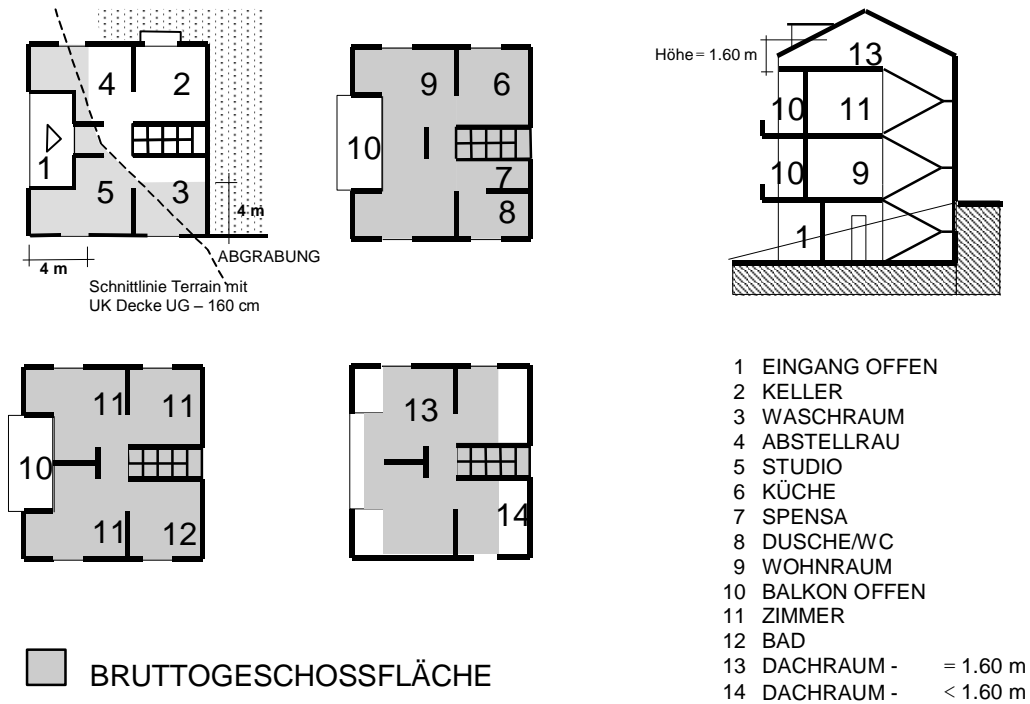 4
2
1
5
3
4 m
4 m
ABGRABUNG
Schnittlinie Terrain mit
UK Decke UG – 160 cm
9
6
10
7
8
Höhe = 1.60 m
13
10
11
10
9
1
11
11
10
11
12
13
14
1 EINGANG OFFEN
2 KELLER
3 WASCHRAUM
4 ABSTELLRAU
5 STUDIO
6 KÜCHE
7 SPENSA
8 DUSCHE/WC
9 WOHNRAUM
10 BALKON OFFEN
11 ZIMMER
12 BAD
13 DACHRAUM - = 1.60 m
14 DACHRAUM - < 1.60 m
BRUTTOGESCHOSSFLÄCHE